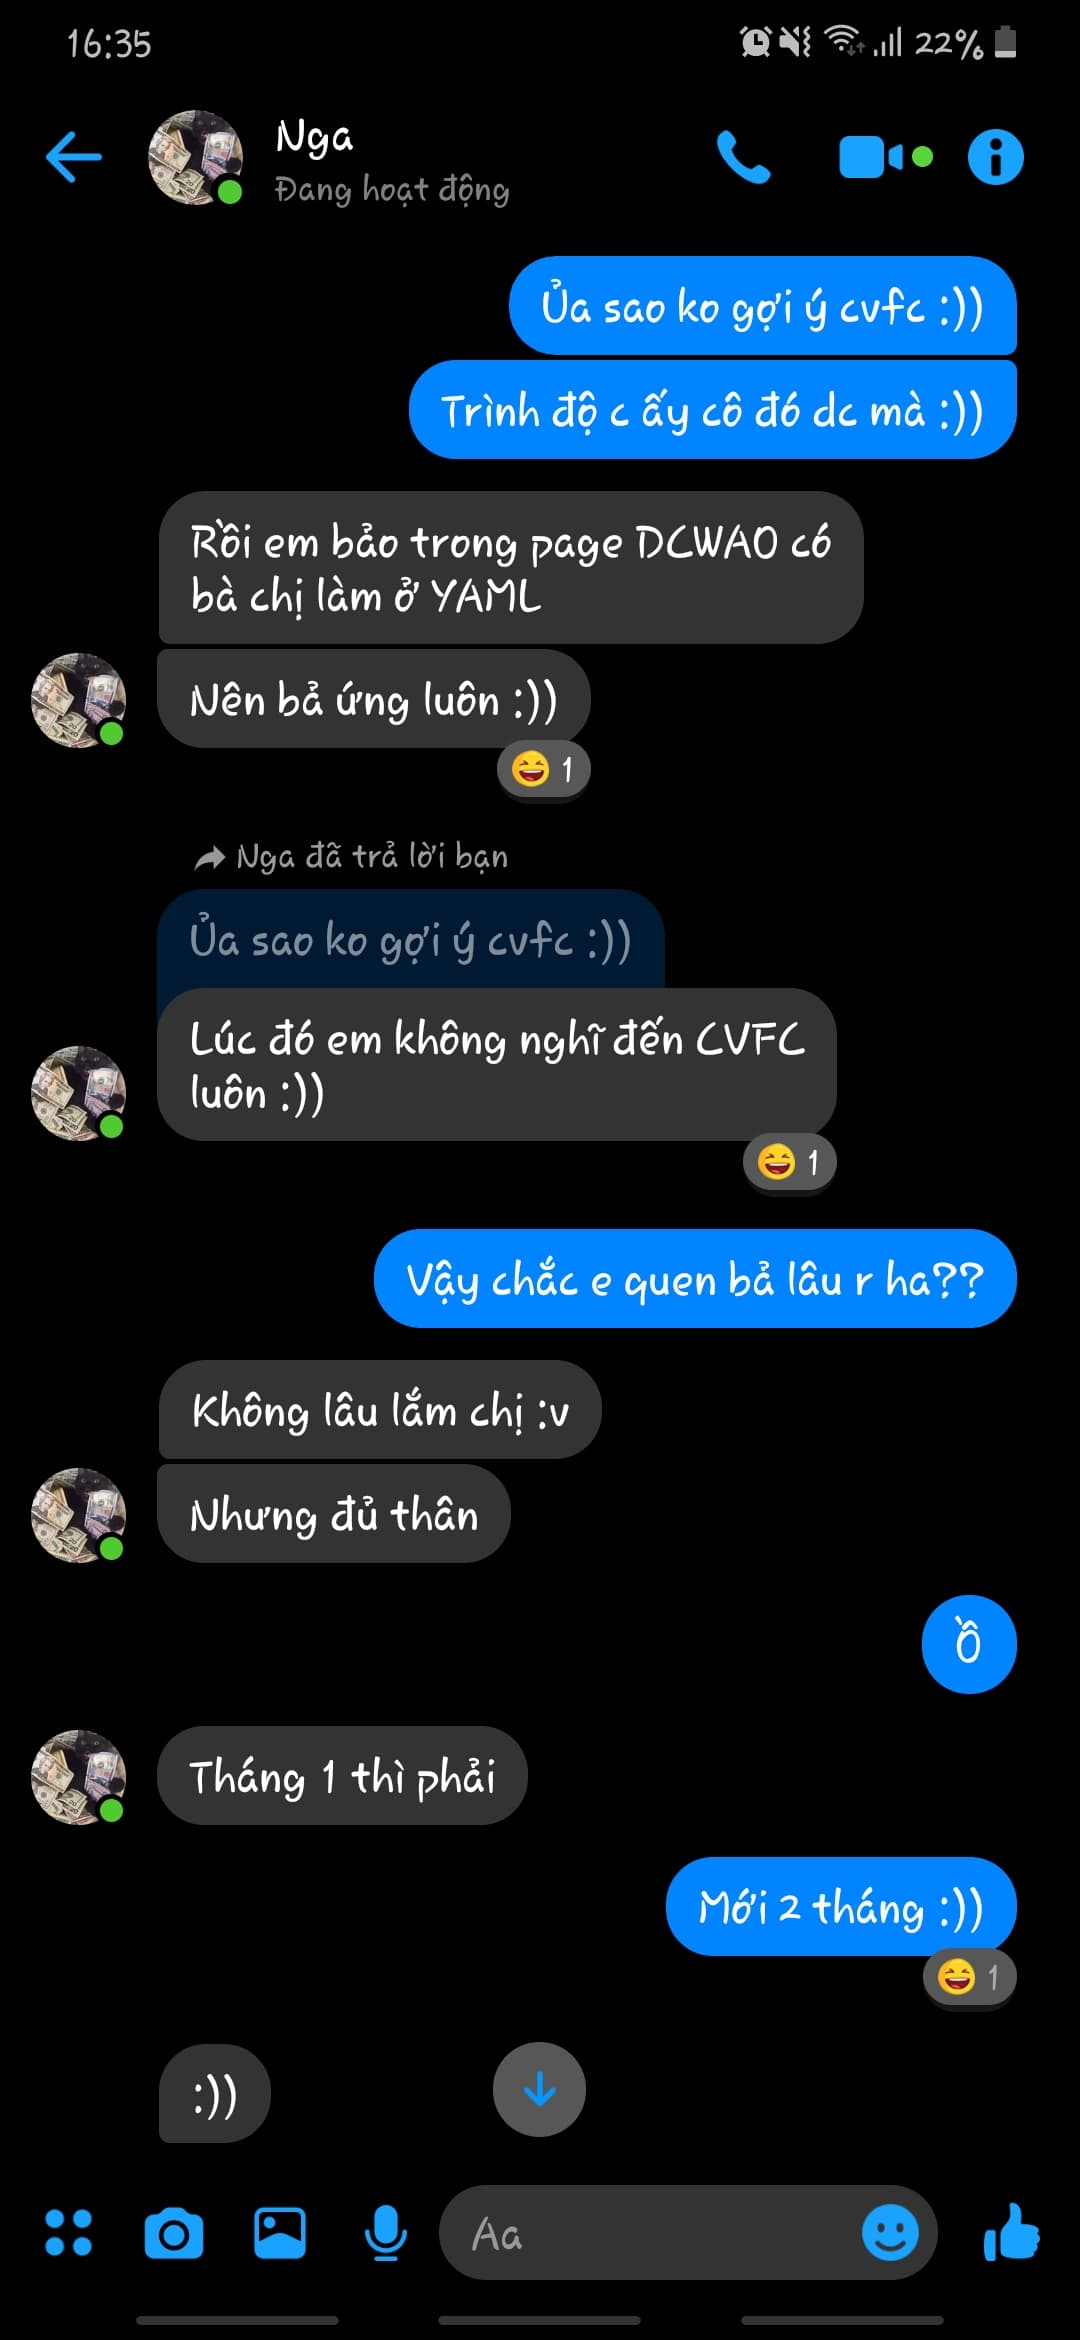 16:35
22%
Nga
Đang hoạt động
Ủa sao ko gợi ý cvfc :))
Trình độ c ấy cô đó dc mà :))
Rồi em bảo trong page DCWAO có
bà chị làm ở YAML
Nên bả ứng luôn :))
1
Nga đã trả lời bạn
Ủa sao ko gợi ý cvfc :))
Lúc đó em không nghĩ đến CVFC
luôn :))
1
Vậy chắc e quen bả lâu r ha??
Không lâu lắm chị :v
Nhưng đủ thân
Ồ
Tháng 1 thì phải
Mới 2 tháng :))
1
:))
Aa